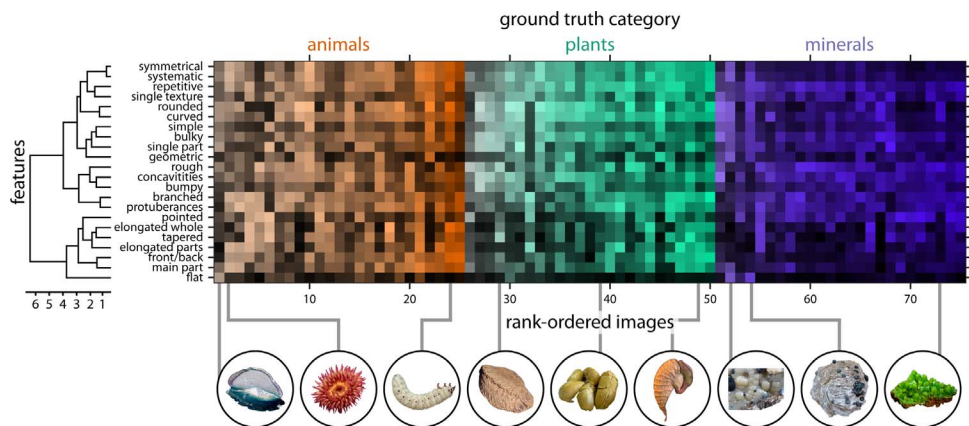 ground truth category
animals plants minerals
features
symmetrical
systematic
repetitive
single texture
rounded
curved
simple
bulky
single part
geometric
rough
concavitities
bumpy
branched
protuberances
pointed
elongated whole
tapered
elongated parts
front/back
main part
flat
6 5 4 3 2 1
10 20 30 40 50 60 70
rank-ordered images